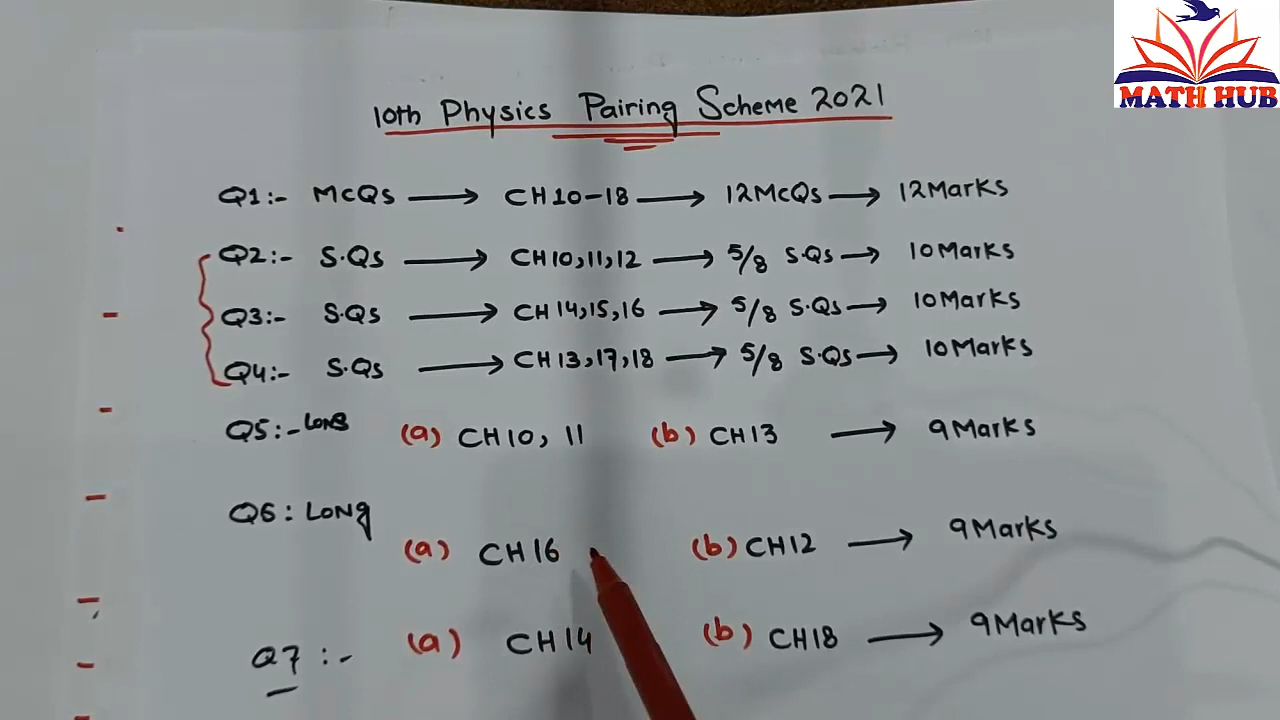 MATH HUB
10th Physics Pairing Scheme 2021
Q1:- MCQs → CH10-18 → 12MCQs → 12Marks
Q2:- S.Qs → CH10,11,12 → 5/8 S.Qs → 10Marks
Q3:- S.Qs → CH14,15,16 → 5/8 S.Qs → 10Marks
Q4:- S.Qs → CH13,17,18 → 5/8 S.Qs → 10Marks
Q5:- LONG (a) CH10, 11 (b) CH13 → 9Marks
Q6: LONG
(a) CH16 (b) CH12 → 9Marks
Q7:- (a) CH14 (b) CH18 → 9Marks